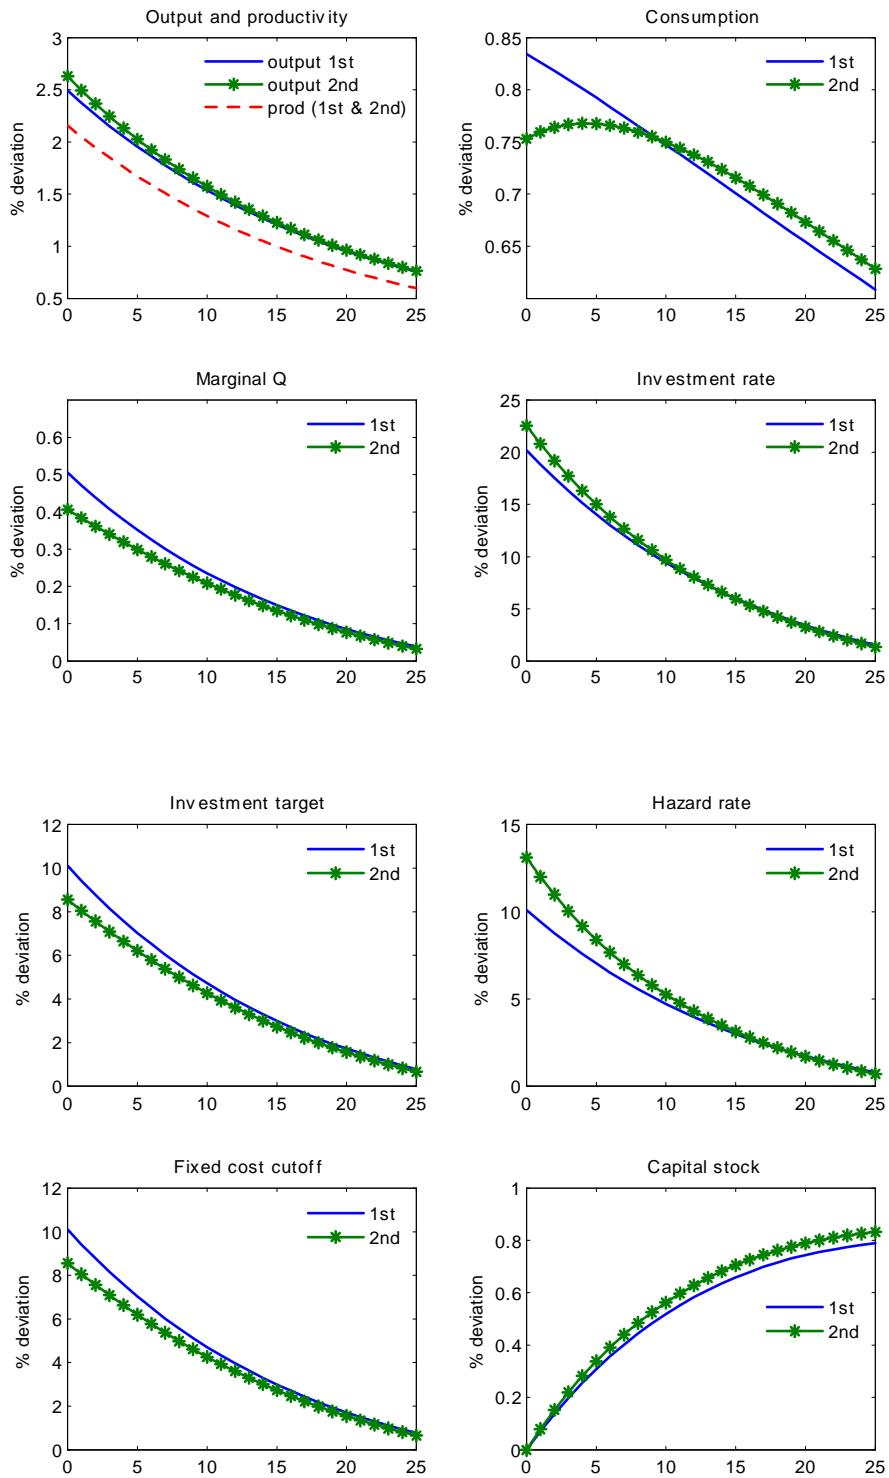 Output and productivity
3
2.5
2
1.5
1
0.5
% deviation
output 1st
output 2nd
prod (1st & 2nd)
0 5 10 15 20 25
Consumption
0.85
0.8
0.75
0.7
0.65
% deviation
1st
2nd
0 5 10 15 20 25
Marginal Q
0.6
0.5
0.4
0.3
0.2
0.1
0
% deviation
1st
2nd
0 5 10 15 20 25
Investment rate
25
20
15
10
5
0
% deviation
1st
2nd
0 5 10 15 20 25
Investment target
12
10
8
6
4
2
0
% deviation
1st
2nd
0 5 10 15 20 25
Hazard rate
15
10
5
0
% deviation
1st
2nd
0 5 10 15 20 25
Fixed cost cutoff
12
10
8
6
4
2
0
% deviation
1st
2nd
0 5 10 15 20 25
Capital stock
1
0.8
0.6
0.4
0.2
0
% deviation
1st
2nd
0 5 10 15 20 25